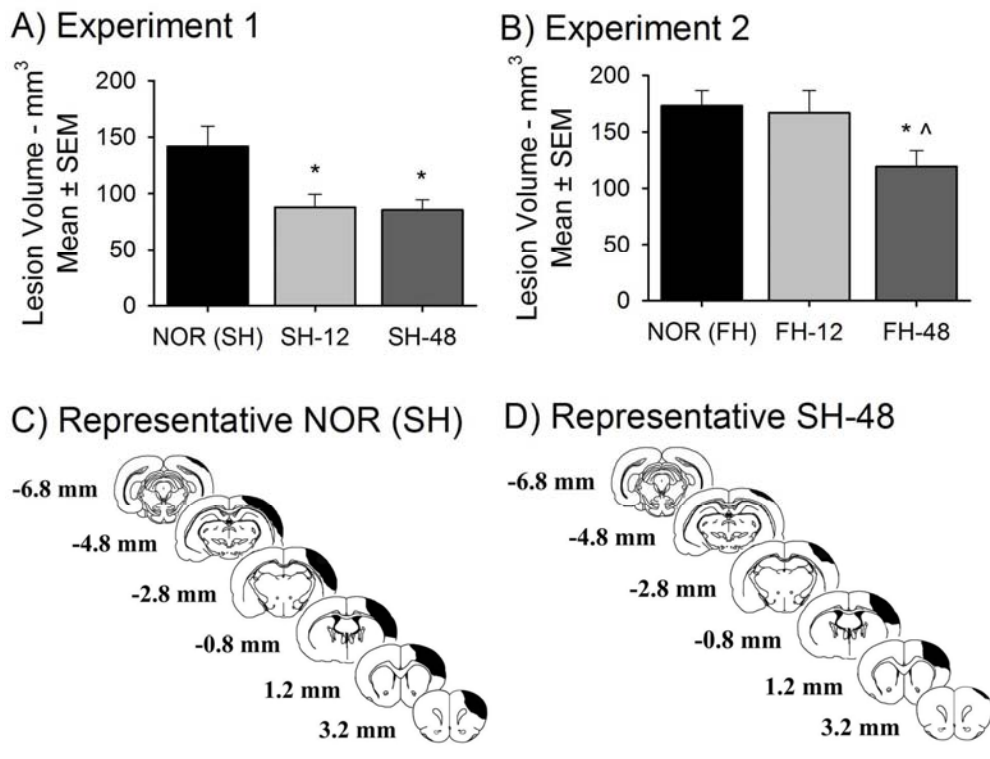 A) Experiment 1
Lesion Volume - mm³
Mean ± SEM
200
150
100
50
0
*
*
NOR (SH) SH-12 SH-48
B) Experiment 2
Lesion Volume - mm³
Mean ± SEM
200
150
100
50
0
* ^
NOR (FH) FH-12 FH-48
C) Representative NOR (SH)
-6.8 mm
-4.8 mm
-2.8 mm
-0.8 mm
1.2 mm
3.2 mm
D) Representative SH-48
-6.8 mm
-4.8 mm
-2.8 mm
-0.8 mm
1.2 mm
3.2 mm